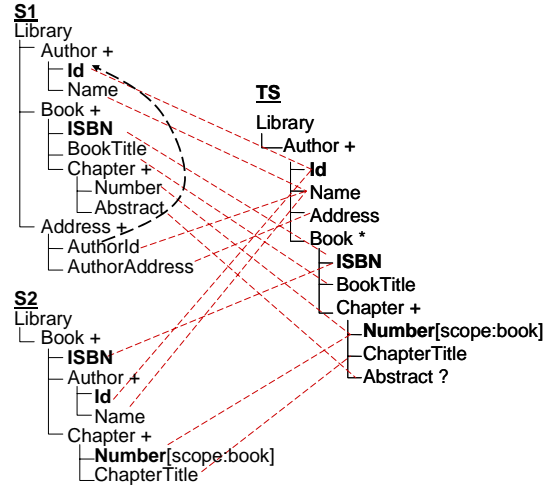 S1
Library
Author +
Id
Name
Book +
ISBN
BookTitle
Chapter +
Number
Abstract
Address +
AuthorId
AuthorAddress
S2
Library
Book +
ISBN
Author +
Id
Name
Chapter +
Number[scope:book]
ChapterTitle
TS
Library
Author +
Id
Name
Address
Book *
ISBN
BookTitle
Chapter +
Number[scope:book]
ChapterTitle
Abstract ?